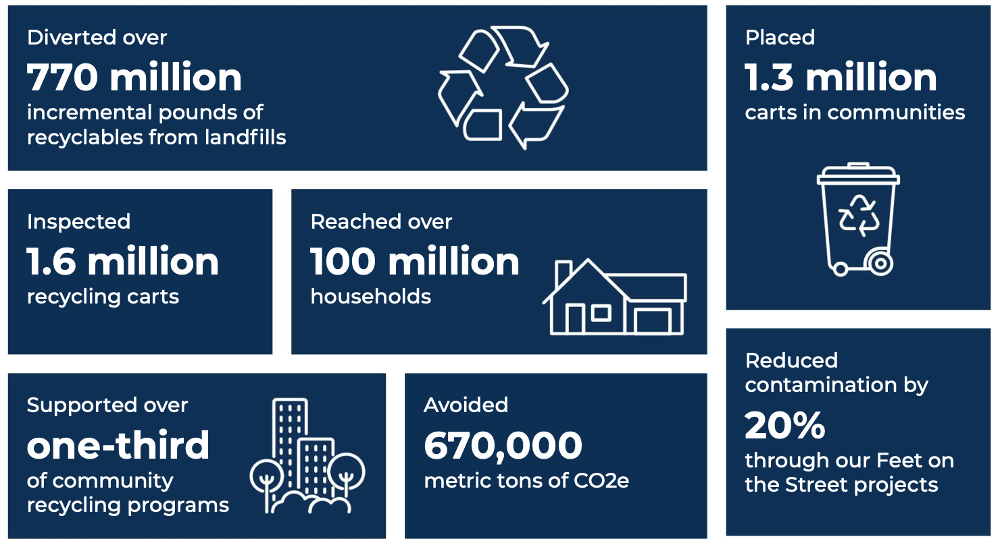 Diverted over
770 million
incremental pounds of
recyclables from landfills
Placed
1.3 million
carts in communities
Inspected
1.6 million
recycling carts
Reached over
100 million
households
Reduced
contamination by
20%
through our Feet on
the Street projects
Supported over
one-third
of community
recycling programs
Avoided
670,000
metric tons of CO2e